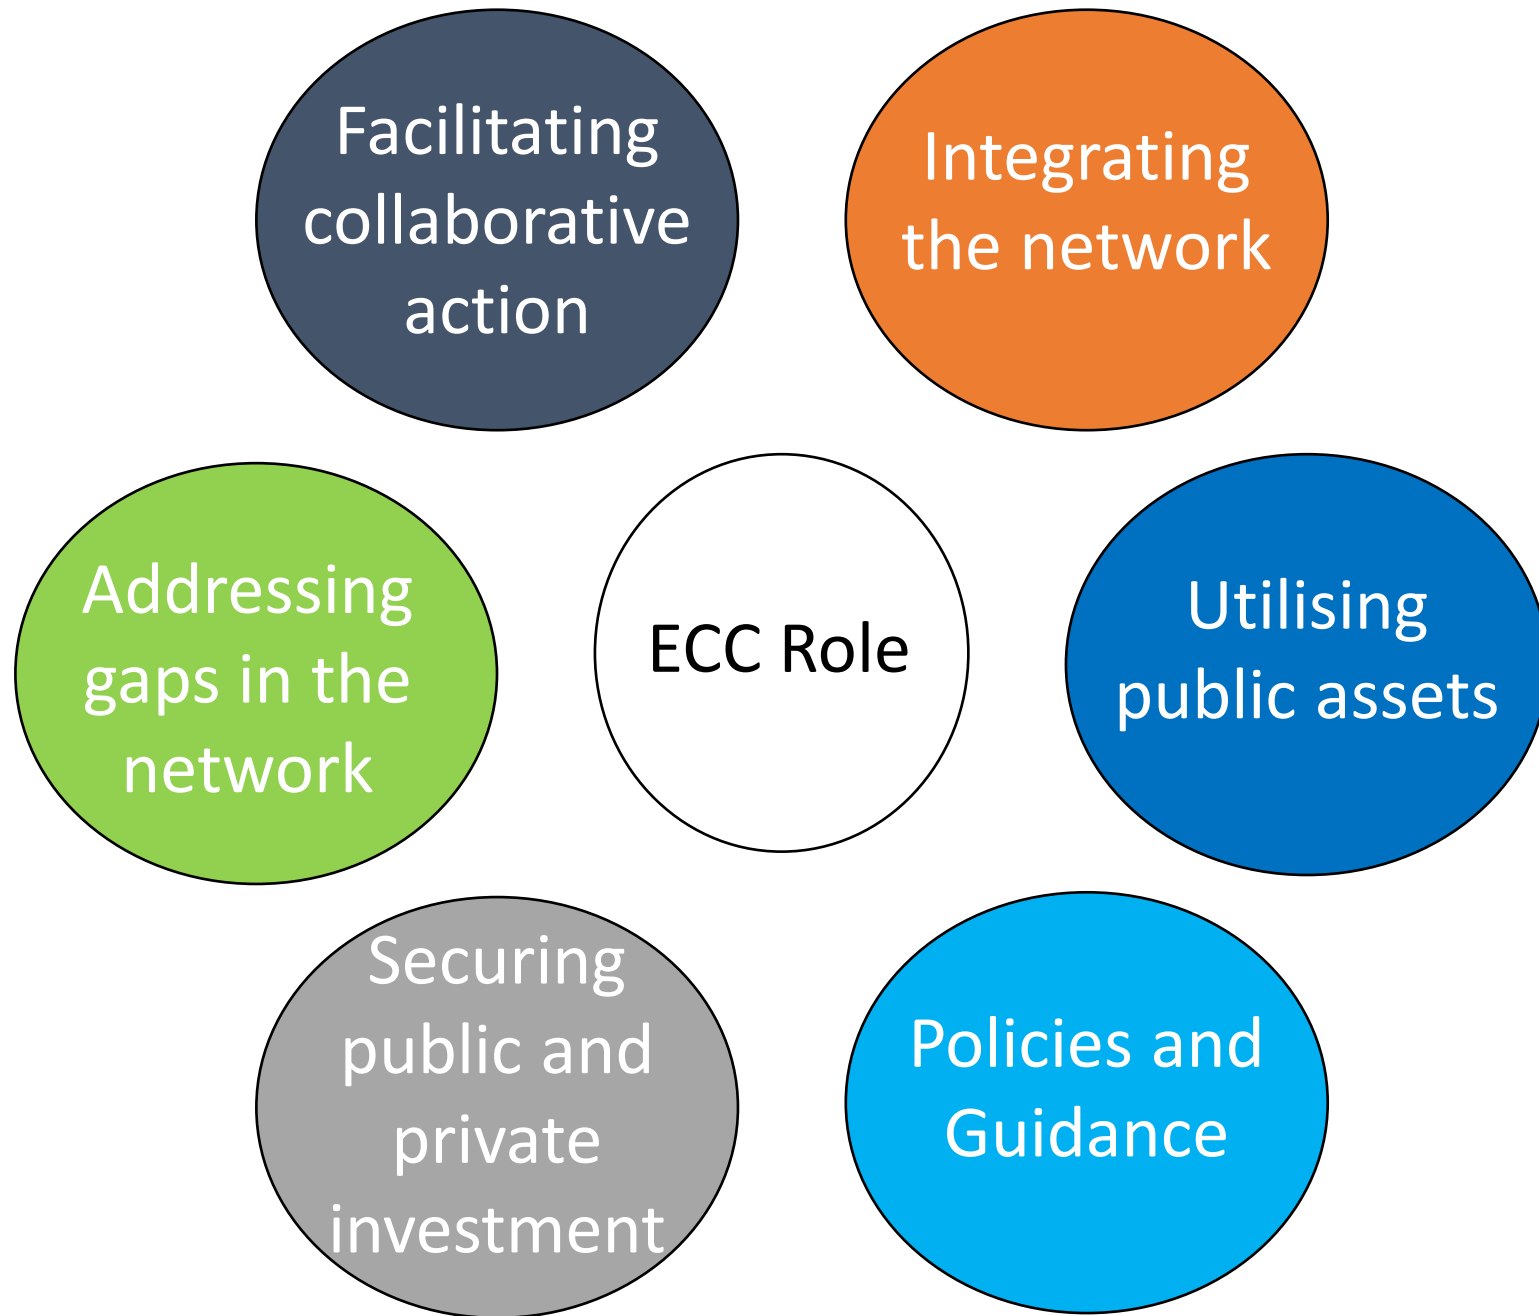 Facilitating
collaborative
action
Integrating
the network
Addressing
gaps in the
network
ECC Role
Utilising
public assets
Securing
public and
private
investment
Policies and
Guidance